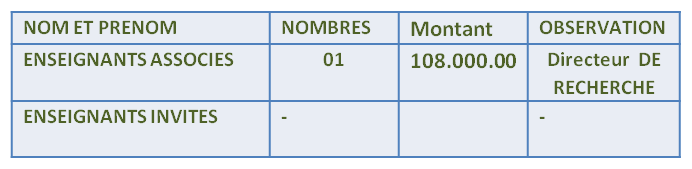 NOM ET PRENOM NOMBRES Montant OBSERVATION
ENSEIGNANTS ASSOCIES 01 108.000.00 Directeur DE
RECHERCHE
ENSEIGNANTS INVITES - -